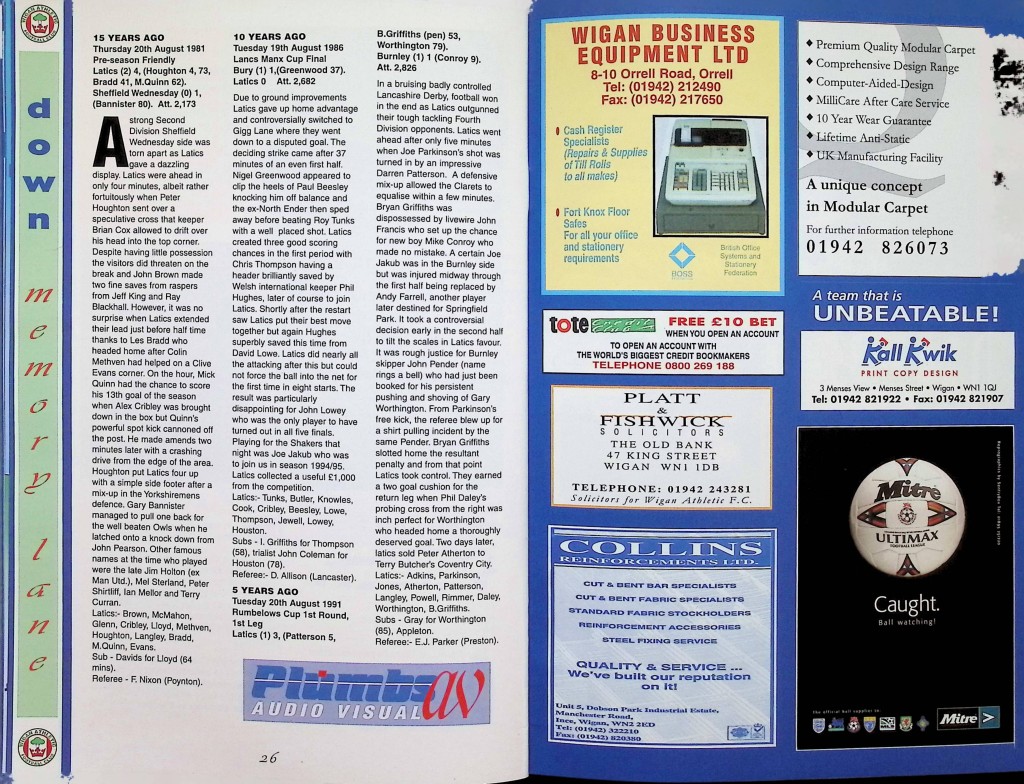 WIGAN ATHLETIC
FOOTBALL CLUB
down
memory lane
15 YEARS AGO
Thursday 20th August 1981
Pre-season Friendly
Latics (2) 4, (Houghton 4, 73,
Bradd 41, M.Quinn 62).
Sheffield Wednesday (0) 1,
(Bannister 80).  Att. 2,173
A strong Second
Division Sheffield
Wednesday side was
torn apart as Latics
gave a dazzling
display. Latics were ahead in
only four minutes, albeit rather
fortuitously when Peter
Houghton sent over a
speculative cross that keeper
Brian Cox allowed to drift over
his head into the top corner.
Despite having little possession
the visitors did threaten on the
break and John Brown made
two fine saves from raspers
from Jeff King and Ray
Blackhall. However, it was no
surprise when Latics extended
their lead just before half time
thanks to Les Bradd who
headed home after Colin
Methven had helped on a Clive
Evans corner. On the hour, Mick
Quinn had the chance to score
his 13th goal of the season
when Alex Cribley was brought
down in the box but Quinn's
powerful spot kick cannoned off
the post. He made amends two
minutes later with a crashing
drive from the edge of the area.
Houghton put Latics four up
with a simple side footer after a
mix-up in the Yorkshiremens
defence. Gary Bannister
managed to pull one back for
the well beaten Owls when he
latched onto a knock down from
John Pearson. Other famous
names at the time who played
were the late Jim Holton (ex
Man Utd.), Mel Sterland, Peter
Shirtliff, Ian Mellor and Terry
Curran.
Latics:- Brown, McMahon,
Glenn, Cribley, Lloyd, Methven,
Houghton, Langley, Bradd,
M.Quinn, Evans.
Sub - Davids for Lloyd (64
mins).
Referee - F. Nixon (Poynton).
10 YEARS AGO
Tuesday 19th August 1986
Lancs Manx Cup Final
Bury (1) 1,(Greenwood 37).
Latics 0    Att. 2,682
Due to ground improvements
Latics gave up home advantage
and controversially switched to
Gigg Lane where they went
down to a disputed goal. The
deciding strike came after 37
minutes of an even first half.
Nigel Greenwood appeared to
clip the heels of Paul Beesley
knocking him off balance and
the ex-North Ender then sped
away before beating Roy Tunks
with a well  placed shot. Latics
created three good scoring
chances in the first period with
Chris Thompson having a
header brilliantly saved by
Welsh international keeper Phil
Hughes, later of course to join
Latics. Shortly after the restart
saw Latics put their best move
together but again Hughes
superbly saved this time from
David Lowe. Latics did nearly all
the attacking after this but could
not force the ball into the net for
the first time in eight starts. The
result was particularly
disappointing for John Lowey
who was the only player to have
turned out in all five finals.
Playing for the Shakers that
night was Joe Jakub who was
to join us in season 1994/95.
Latics collected a useful £1,000
from the competition.
Latics:- Tunks, Butler, Knowles,
Cook, Cribley, Beesley, Lowe,
Thompson, Jewell, Lowey,
Houston.
Subs - I. Griffiths for Thompson
(58), trialist John Coleman for
Houston (78).
Referee:- D. Allison (Lancaster).
5 YEARS AGO
Tuesday 20th August 1991
Rumbelows Cup 1st Round,
1st Leg
Latics (1) 3, (Patterson 5,
B.Griffiths (pen) 53,
Worthington 79).
Burnley (1) 1 (Conroy 9).
Att. 2,826
In a bruising badly controlled
Lancashire Derby, football won
in the end as Latics outgunned
their tough tackling Fourth
Division opponents. Latics went
ahead after only five minutes
when Joe Parkinson's shot was
turned in by an impressive
Darren Patterson.  A defensive
mix-up allowed the Clarets to
equalise within a few minutes.
Bryan Griffiths was
dispossessed by livewire John
Francis who set up the chance
for new boy Mike Conroy who
made no mistake. A certain Joe
Jakub was in the Burnley side
but was injured midway through
the first half being replaced by
Andy Farrell, another player
later destined for Springfield
Park. It took a controversial
decision early in the second half
to tilt the scales in Latics favour.
It was rough justice for Burnley
skipper John Pender (name
rings a bell) who had just been
booked for his persistent
pushing and shoving of Gary
Worthington. From Parkinson's
free kick, the referee blew up for
a shirt pulling incident by the
same Pender. Bryan Griffiths
slotted home the resultant
penalty and from that point
Latics took control. They earned
a two goal cushion for the
return leg when Phil Daley's
probing cross from the right was
inch perfect for Worthington
who headed home a thoroughly
deserved goal. Two days later,
latics sold Peter Atherton to
Terry Butcher's Coventry City.
Latics:- Adkins, Parkinson,
Jones, Atherton, Patterson,
Langley, Powell, Rimmer, Daley,
Worthington, B.Griffiths.
Subs - Gray for Worthington
(85), Appleton.
Referee:- E.J. Parker (Preston).
Plumbs av
AUDIO VISUAL
26
WIGAN BUSINESS
EQUIPMENT LTD
8-10 Orrell Road, Orrell
Tel: (01942) 212490
Fax: (01942) 217650
Cash Register
Specialists
(Repairs & Supplies
of Till Rolls
to all makes)
Fort Knox Floor
Safes
For all your office
and stationery
requirements
BOSS
British Office
Systems and
Stationery
Federation
tote
FREE £10 BET
WHEN YOU OPEN AN ACCOUNT
TO OPEN AN ACCOUNT WITH
THE WORLD'S BIGGEST CREDIT BOOKMAKERS
TELEPHONE 0800 269 188
PLATT
&
FISHWICK
SOLICITORS
THE OLD BANK
47 KING STREET
WIGAN WN1 1DB
TELEPHONE: 01942 243281
Solicitors for Wigan Athletic F.C.
COLLINS
REINFORCEMENTS LTD.
CUT & BENT BAR SPECIALISTS
CUT & BENT FABRIC SPECIALISTS
STANDARD FABRIC STOCKHOLDERS
REINFORCEMENT ACCESSORIES
STEEL FIXING SERVICE
QUALITY & SERVICE ...
We've built our reputation
on it!
Unit 5, Dobson Park Industrial Estate,
Manchester Road,
Ince, Wigan, WN2 2ED
Tel: (01942) 322210
Fax: (01942) 820380
Premium Quality Modular Carpet
Comprehensive Design Range
Computer-Aided-Design
MilliCare After Care Service
10 Year Wear Guarantee
Lifetime Anti-Static
UK Manufacturing Facility
A unique concept
in Modular Carpet
For further information telephone
01942 826073
A team that is
UNBEATABLE!
Kall Kwik
PRINT COPY DESIGN
3 Menses View • Menses Street • Wigan • WN1 1QJ
Tel: 01942 821922 • Fax: 01942 821907
Mitre
ULTIMAX
FOOTBALL LEAGUE
Caught.
Ball watching!
The official ball supplier to:
Mitre